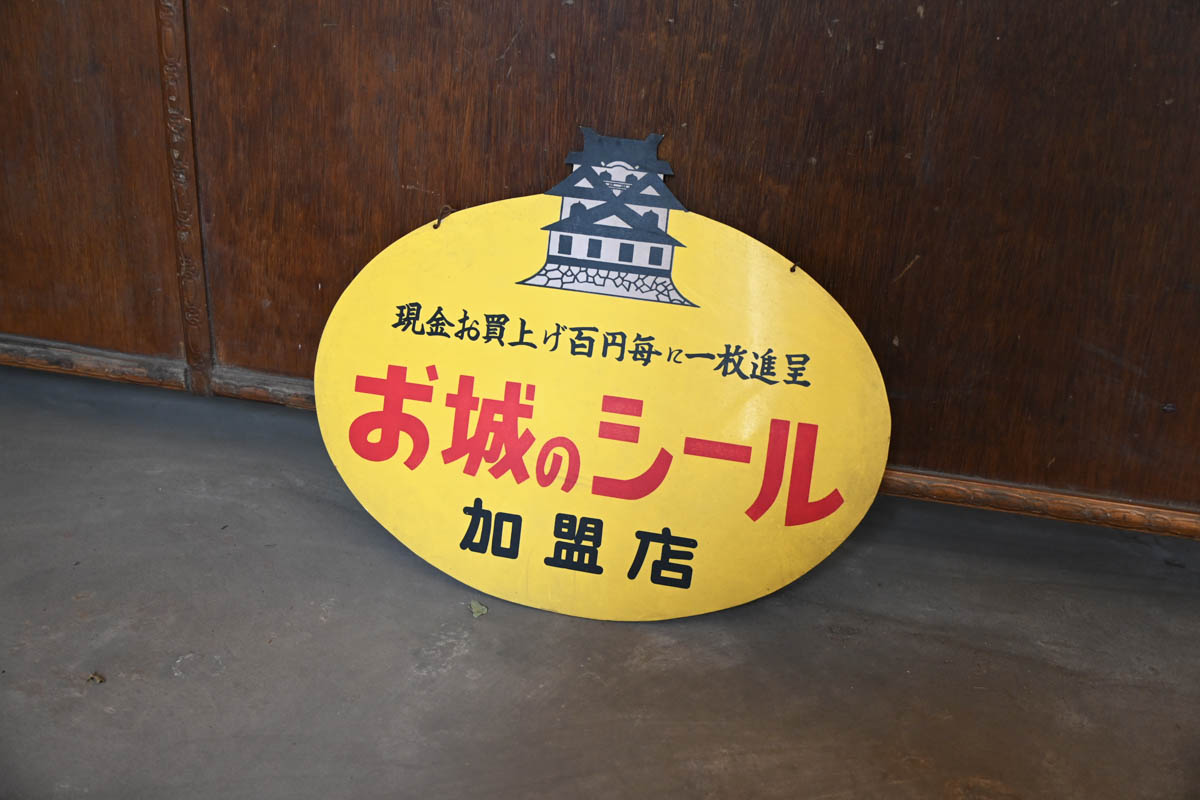 現金お買上げ百円毎に一枚進呈
お城のシール
加盟店